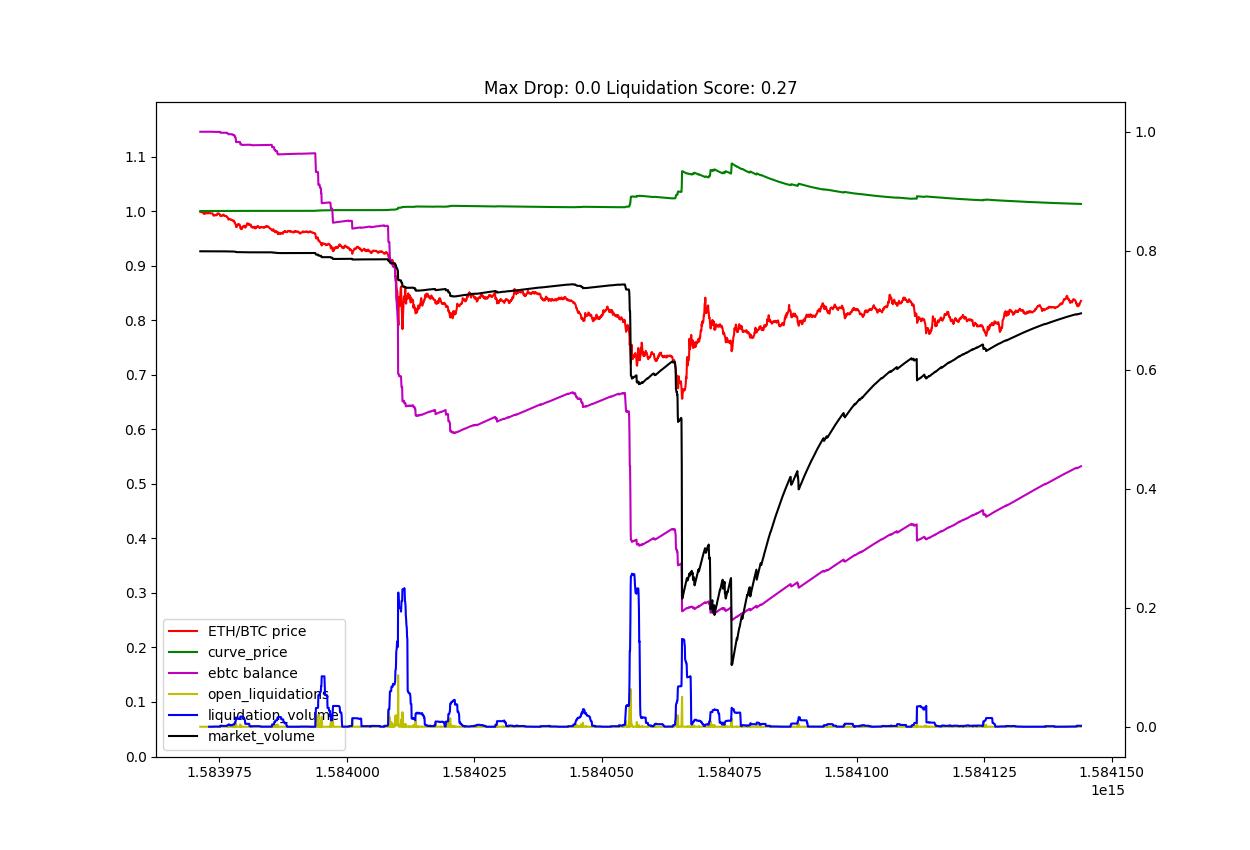 Max Drop: 0.0 Liquidation Score: 0.27
1.1
1.0
0.9
0.8
0.7
0.6
0.5
0.4
0.3
0.2
0.1
0.0
1.0
0.8
0.6
0.4
0.2
0.0
ETH/BTC price
curve_price
ebtc balance
open_liquidations
liquidation_volume
market_volume
1.583975 1.584000 1.584025 1.584050 1.584075 1.584100 1.584125 1.584150
1e15